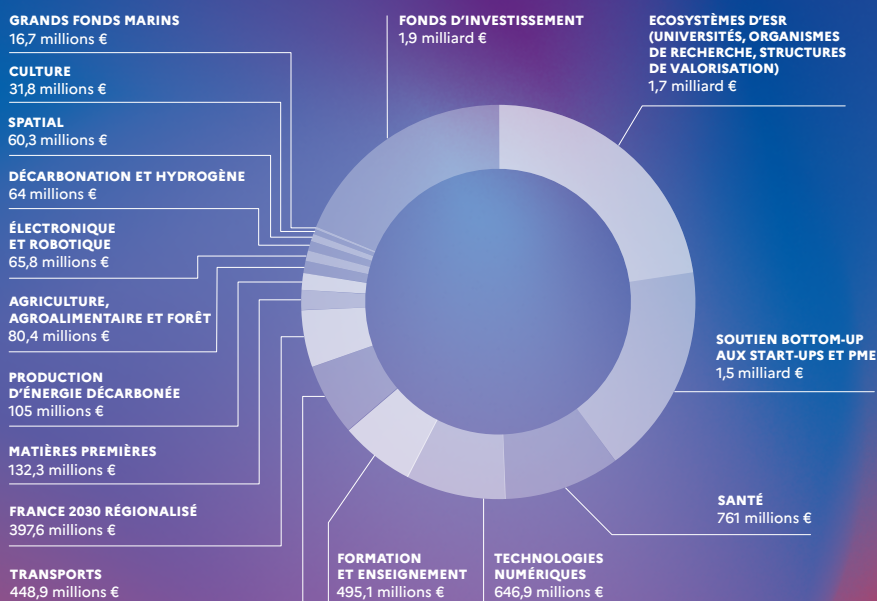 GRANDS FONDS MARINS
16,7 millions €
CULTURE
31,8 millions €
SPATIAL
60,3 millions €
DÉCARBONATION ET HYDROGÈNE
64 millions €
ÉLECTRONIQUE
ET ROBOTIQUE
65,8 millions €
AGRICULTURE,
AGROALIMENTAIRE ET FORÊT
80,4 millions €
PRODUCTION
D’ÉNERGIE DÉCARBONÉE
105 millions €
MATIÈRES PREMIÈRES
132,3 millions €
FRANCE 2030 RÉGIONALISÉ
397,6 millions €
TRANSPORTS
448,9 millions €
FONDS D’INVESTISSEMENT
1,9 milliard €
ECOSYSTÈMES D’ESR
(UNIVERSITÉS, ORGANISMES
DE RECHERCHE, STRUCTURES
DE VALORISATION)
1,7 milliard €
SOUTIEN BOTTOM-UP
AUX START-UPS ET PME
1,5 milliard €
SANTÉ
761 millions €
FORMATION
ET ENSEIGNEMENT
495,1 millions €
TECHNOLOGIES
NUMÉRIQUES
646,9 millions €